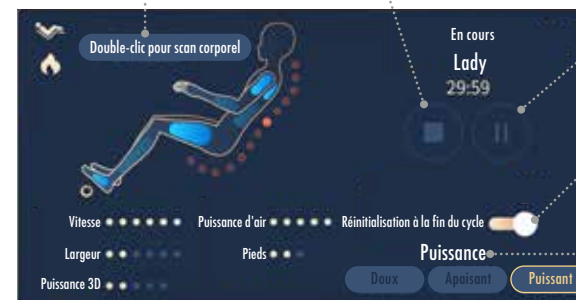 Double-clic pour scan corporel
En cours
Lady
29:59
Vitesse
Puissance d'air
Réinitialisation à la fin du cycle
Largeur
Pieds
Puissance
Puissance 3D
Doux
Apaisant
Puissant